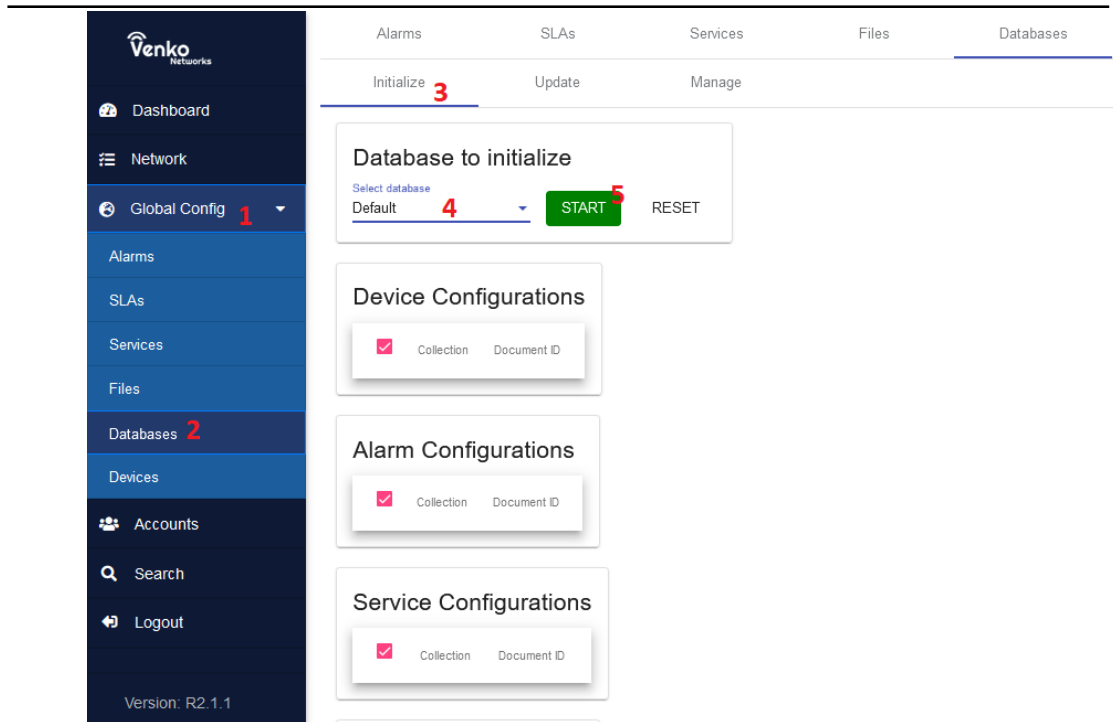 Venko
Networks
Dashboard
Network
Global Config 1
Alarms
SLAs
Services
Files
Databases 2
Devices
Accounts
Search
Logout
Version: R2.1.1
Alarms SLAs Services Files Databases
Initialize 3 Update Manage
Database to initialize
Select database
Default 4 START 5 RESET
Device Configurations
Collection Document ID
Alarm Configurations
Collection Document ID
Service Configurations
Collection Document ID